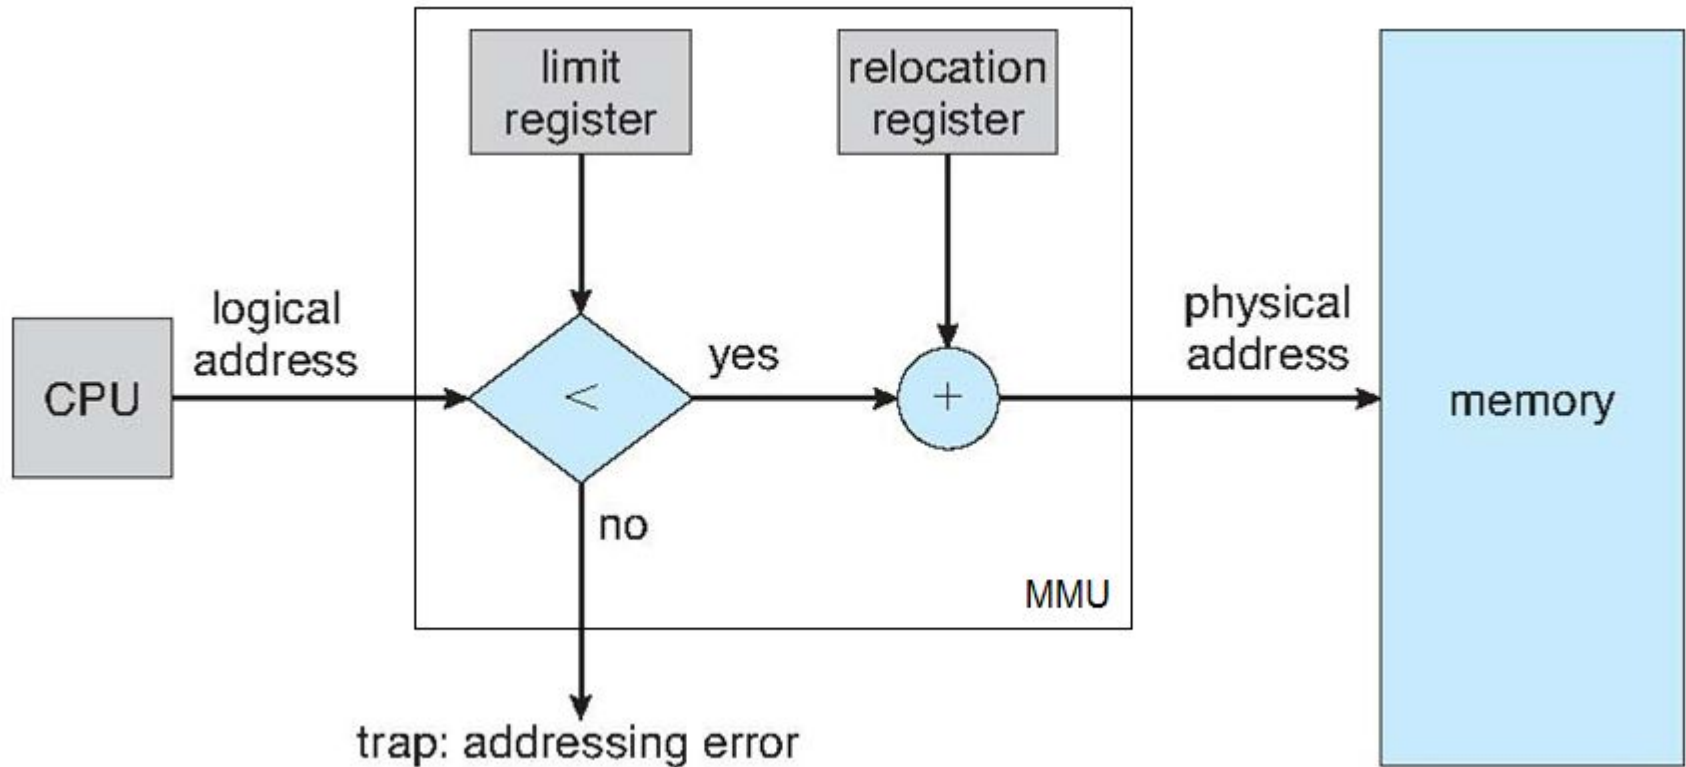 limit
register
relocation
register
logical
address
CPU
<
yes
+
physical
address
memory
no
MMU
trap: addressing error